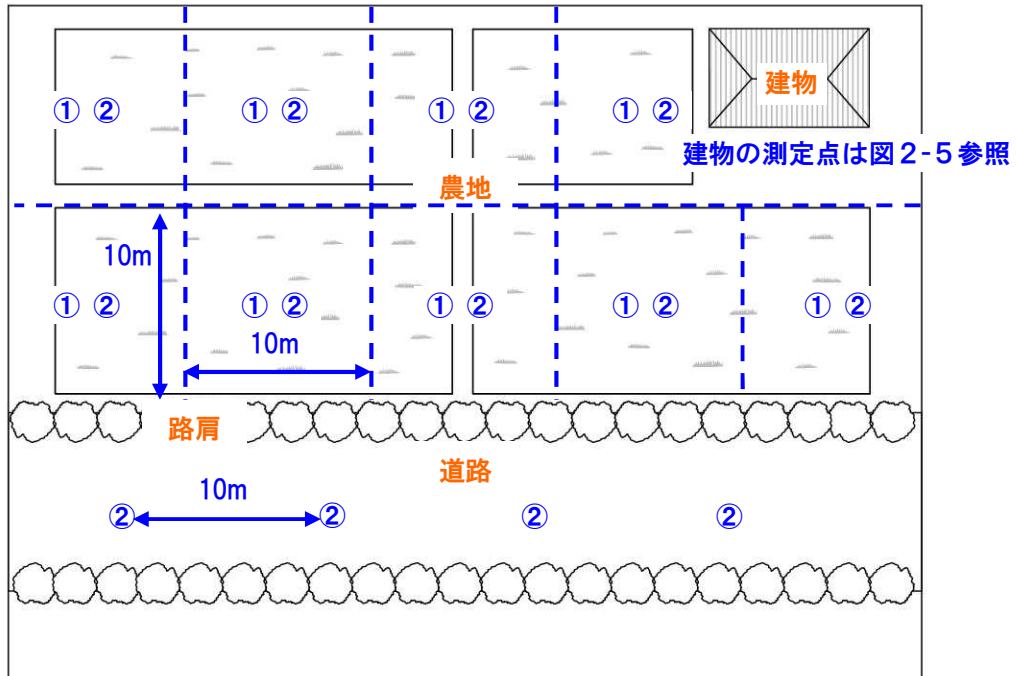 ① ② ① ② ① ② ① ② 建物
建物の測定点は図2-5参照
農地
10m
① ② ① ② ① ② ① ② ① ②
10m
路肩
道路
10m
② ② ② ②